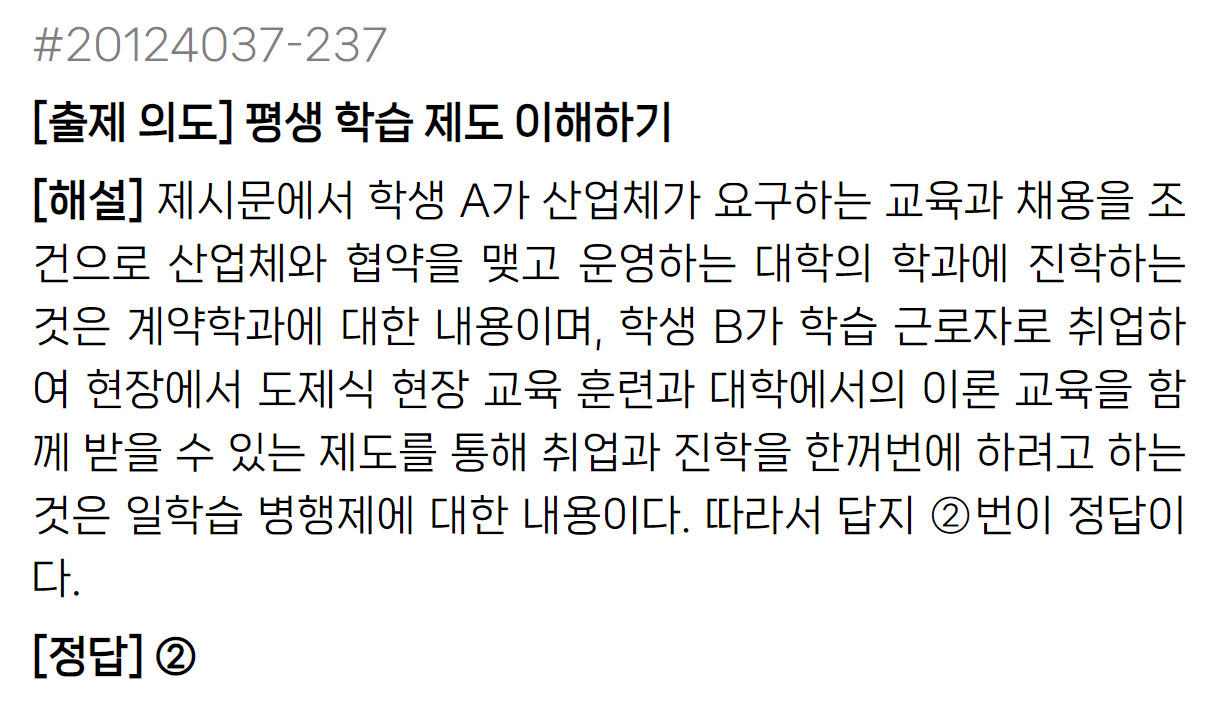 #20124037-237
[출제 의도] 평생 학습 제도 이해하기
[해설] 제시문에서 학생 A가 산업체가 요구하는 교육과 채용을 조
건으로 산업체와 협약을 맺고 운영하는 대학의 학과에 진학하는
것은 계약학과에 대한 내용이며, 학생 B가 학습 근로자로 취업하
여 현장에서 도제식 현장 교육 훈련과 대학에서의 이론 교육을 함
께 받을 수 있는 제도를 통해 취업과 진학을 한꺼번에 하려고 하는
것은 일학습 병행제에 대한 내용이다. 따라서 답지 ②번이 정답이
다.
[정답] ②